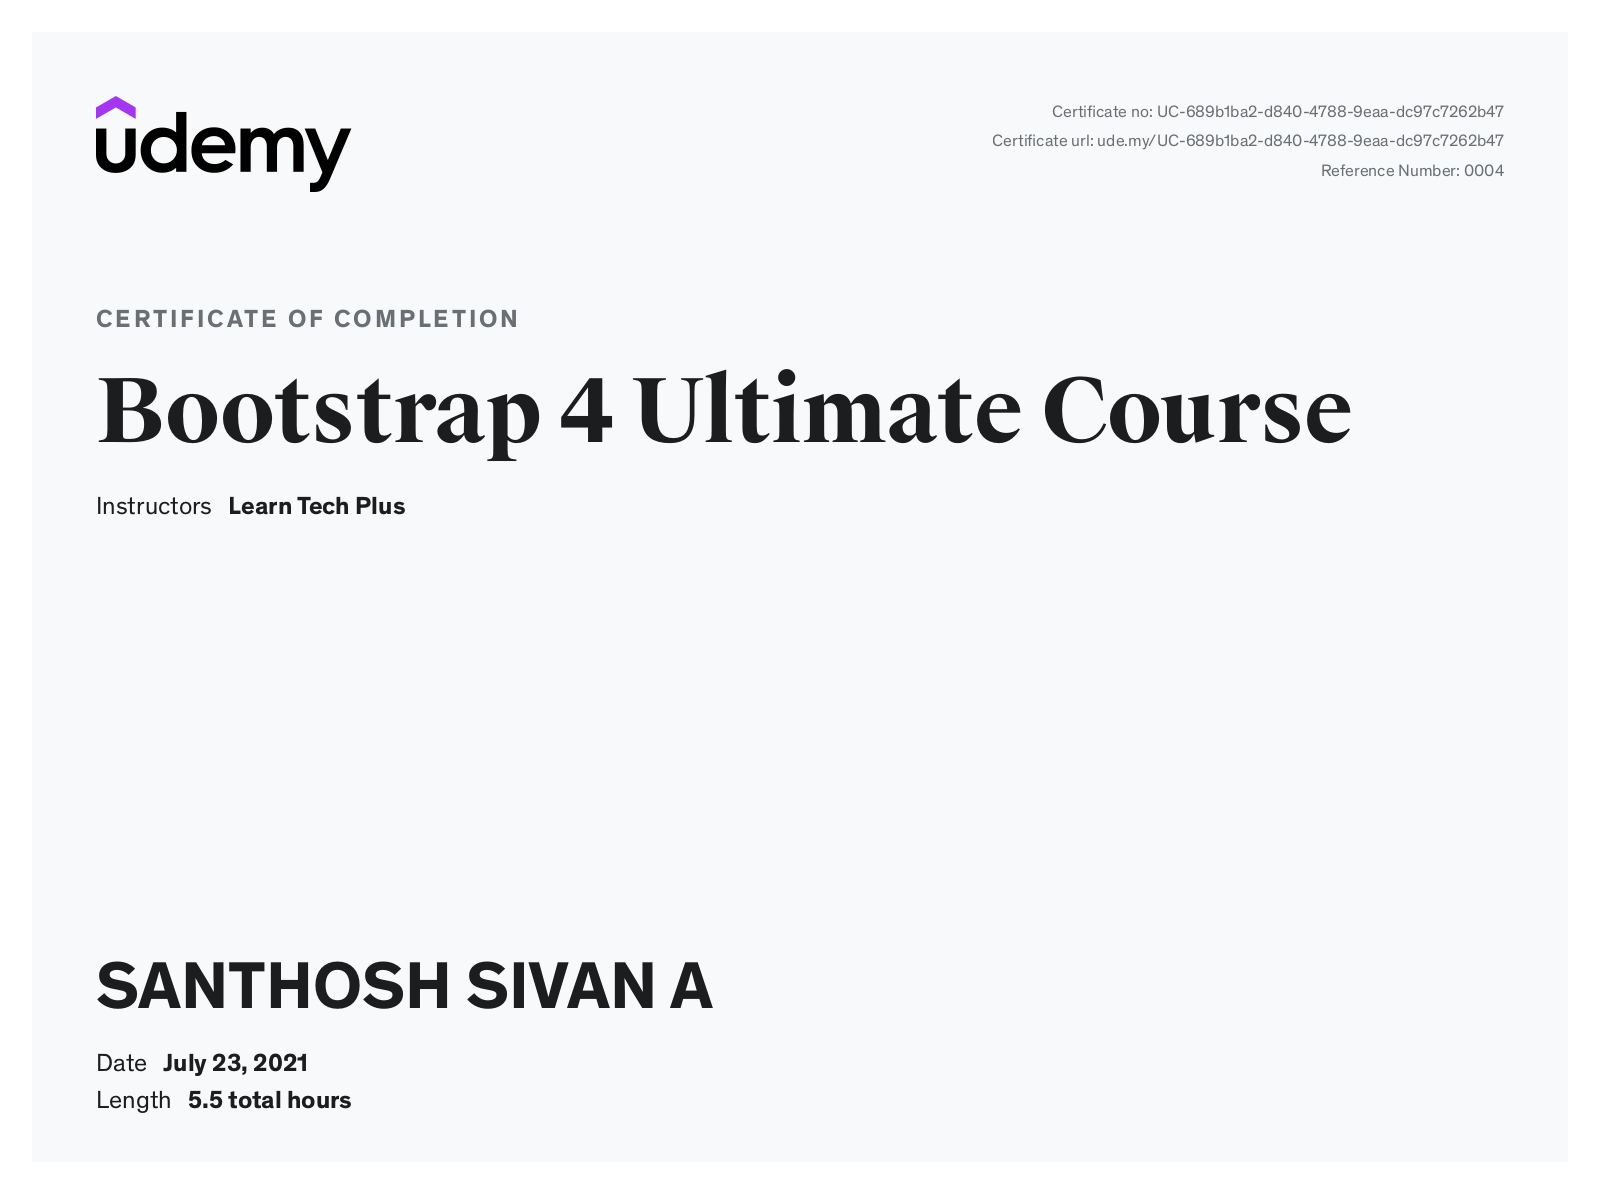 udemy
Certificate no: UC-689b1ba2-d840-4788-9eaa-dc97c7262b47
Certificate url: ude.my/UC-689b1ba2-d840-4788-9eaa-dc97c7262b47
Reference Number: 0004
CERTIFICATE OF COMPLETION
Bootstrap 4 Ultimate Course
Instructors Learn Tech Plus
SANTHOSH SIVAN A
Date July 23, 2021
Length 5.5 total hours